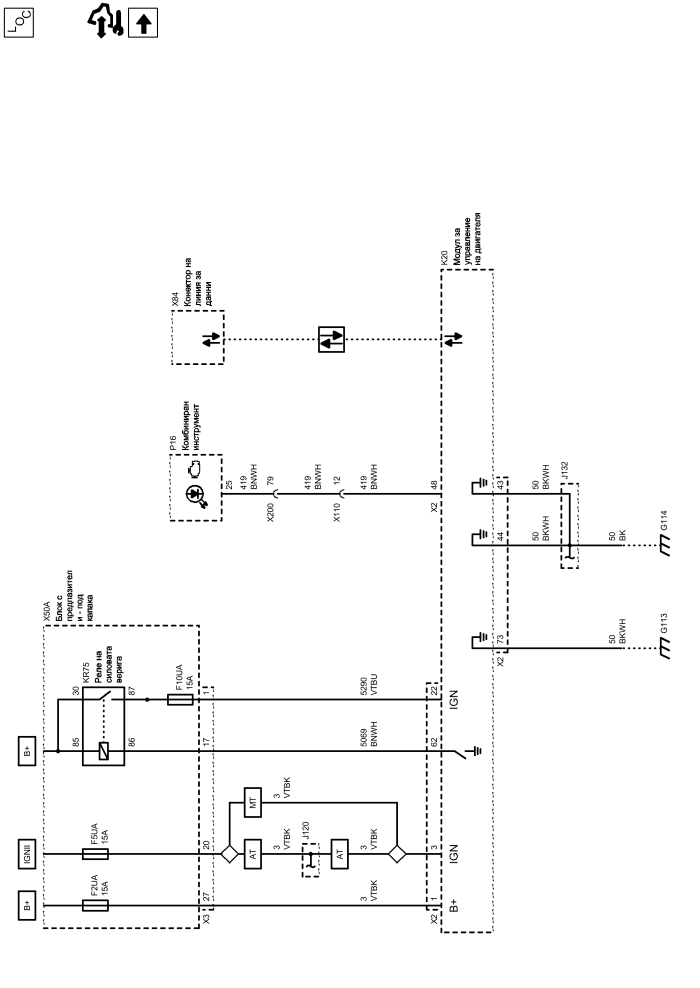 LOC
X84
Конектор на
линия за
данни
K20
Модул за
управление
на двигателя
P16
Комбиниран
инструмент
25
419
BNWH
79
X200
419
BNWH
12
X110
419
BNWH
48
X2
43
50
BKWH
J132
44
50
BKWH
50
BK
G114
73
X2
50
BKWH
G113
X50A
Блок с
предпазител
и - под
капака
KR75
Реле на
силовата
верига
30
87
85
86
F10UA
15A
1
5290
VTBU
22
IGN
B+
17
5069
BNWH
62
IGNII
F5UA
15A
20
MT
3
VTBK
AT
3
VTBK
J120
AT
3
VTBK
3
IGN
B+
F2UA
15A
27
X3
3
VTBK
1
X2
B+